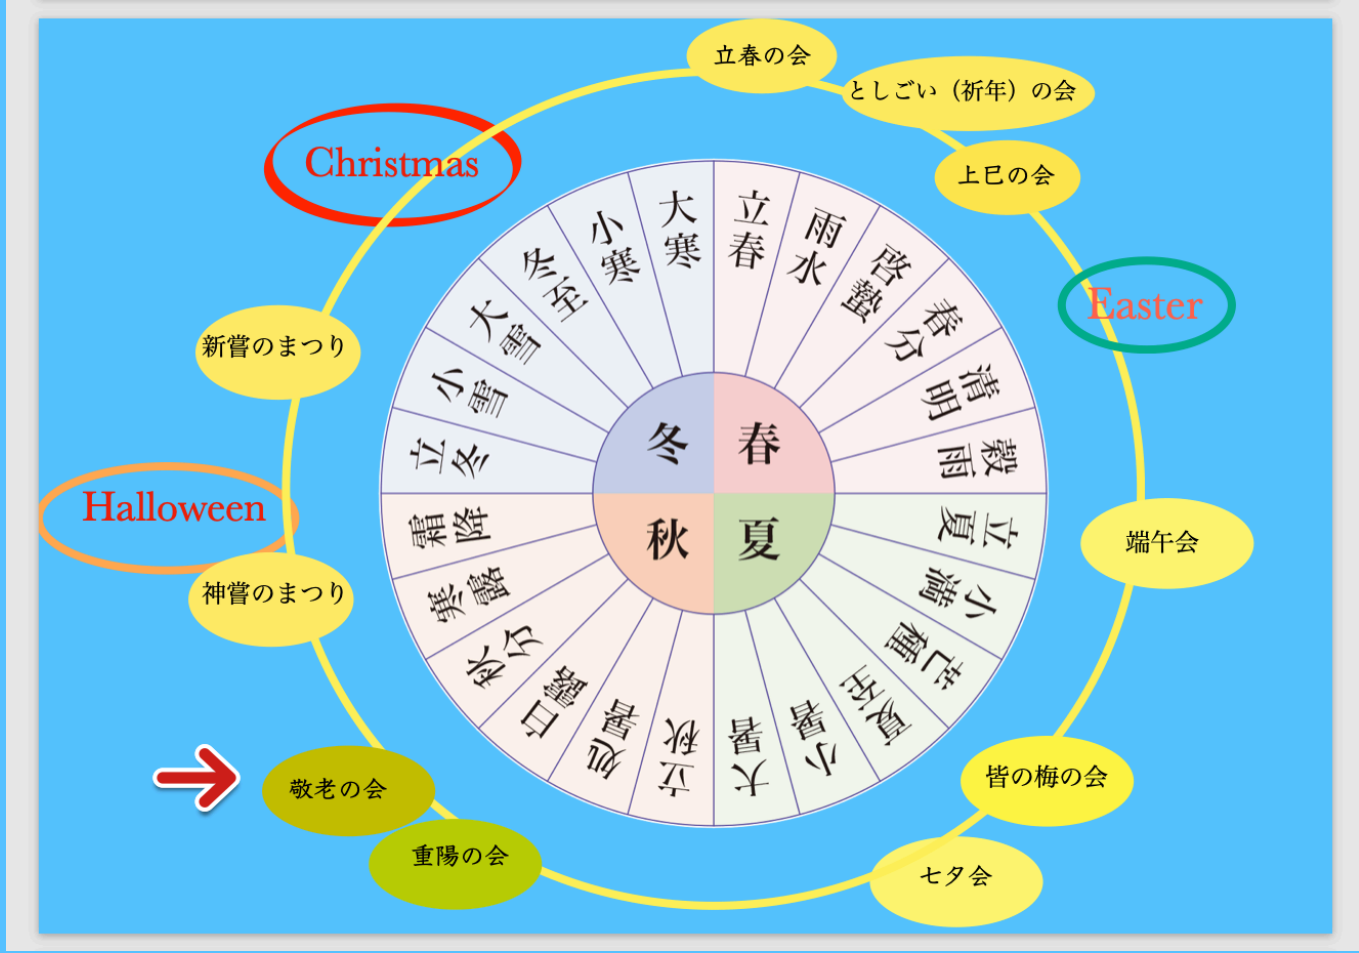 立春の会
としごい（祈年）の会
上巳の会
Easter
端午会
皆の梅の会
七夕会
重陽の会
敬老の会
神嘗のまつり
Halloween
新嘗のまつり
Christmas
立春
雨水
啓蟄
春分
清明
穀雨
立夏
小満
芒種
夏至
小暑
大暑
立秋
処暑
白露
秋分
寒露
霜降
立冬
小雪
大雪
冬至
小寒
大寒
冬
春
秋
夏